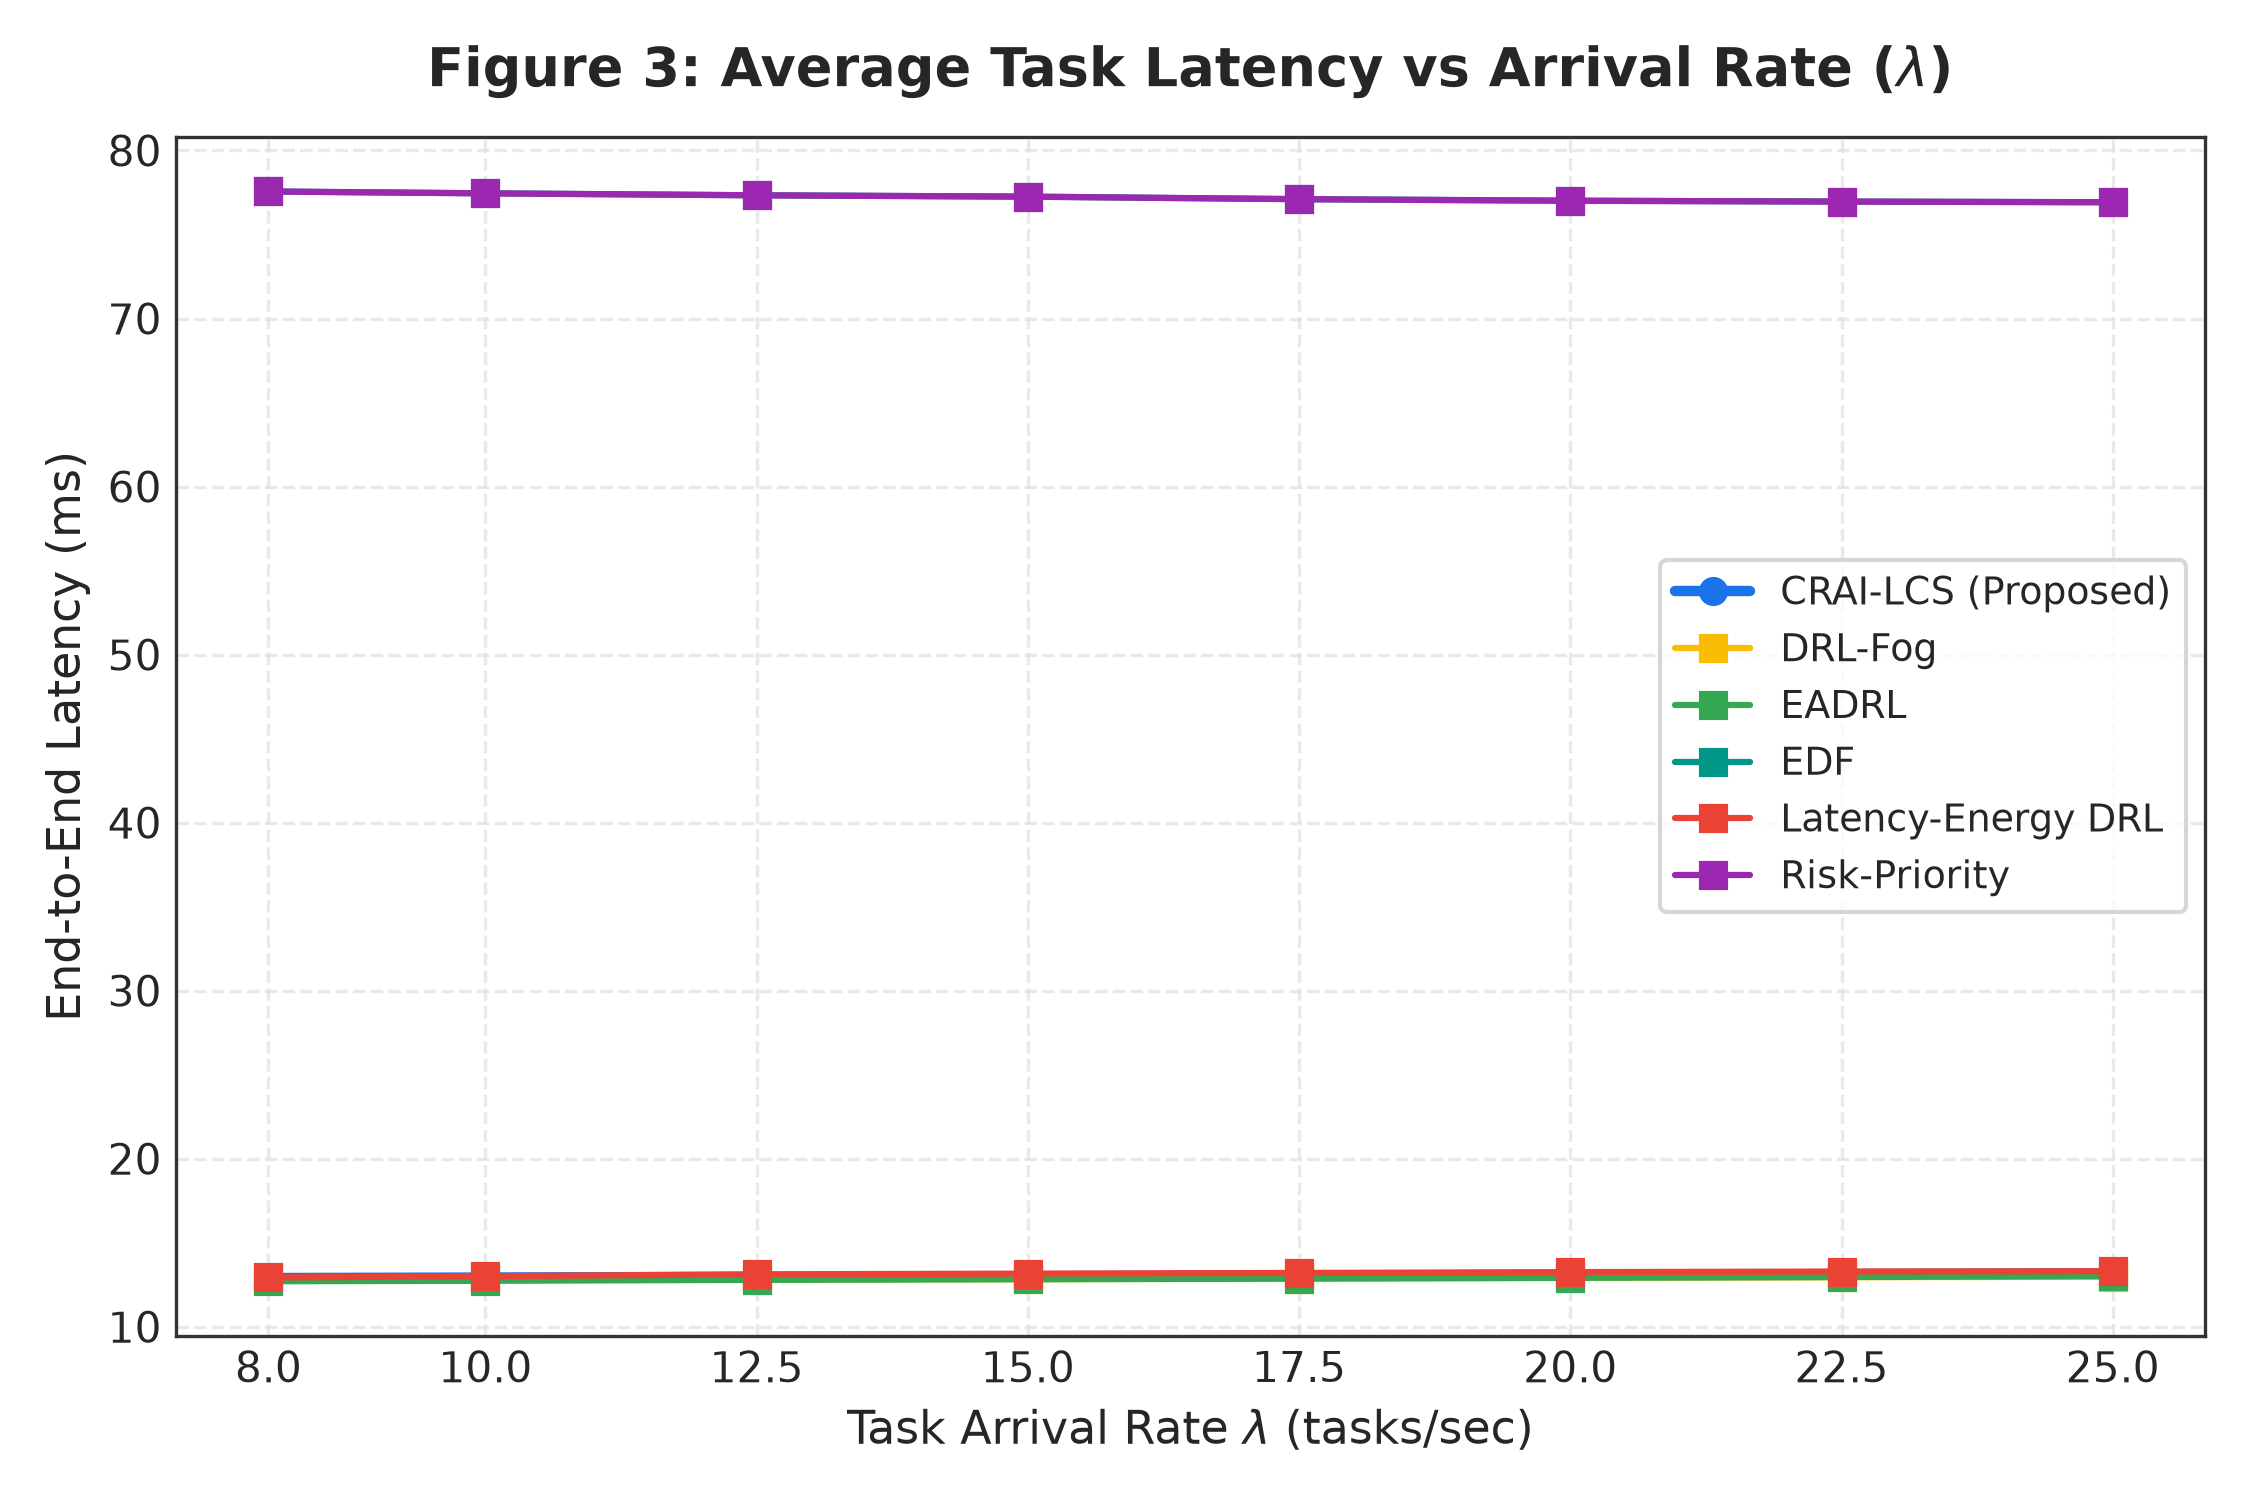 Figure 3: Average Task Latency vs Arrival Rate (λ)
End-to-End Latency (ms)
80
70
60
50
40
30
20
10
CRAI-LCS (Proposed)
DRL-Fog
EADRL
EDF
Latency-Energy DRL
Risk-Priority
8.0 10.0 12.5 15.0 17.5 20.0 22.5 25.0
Task Arrival Rate λ (tasks/sec)